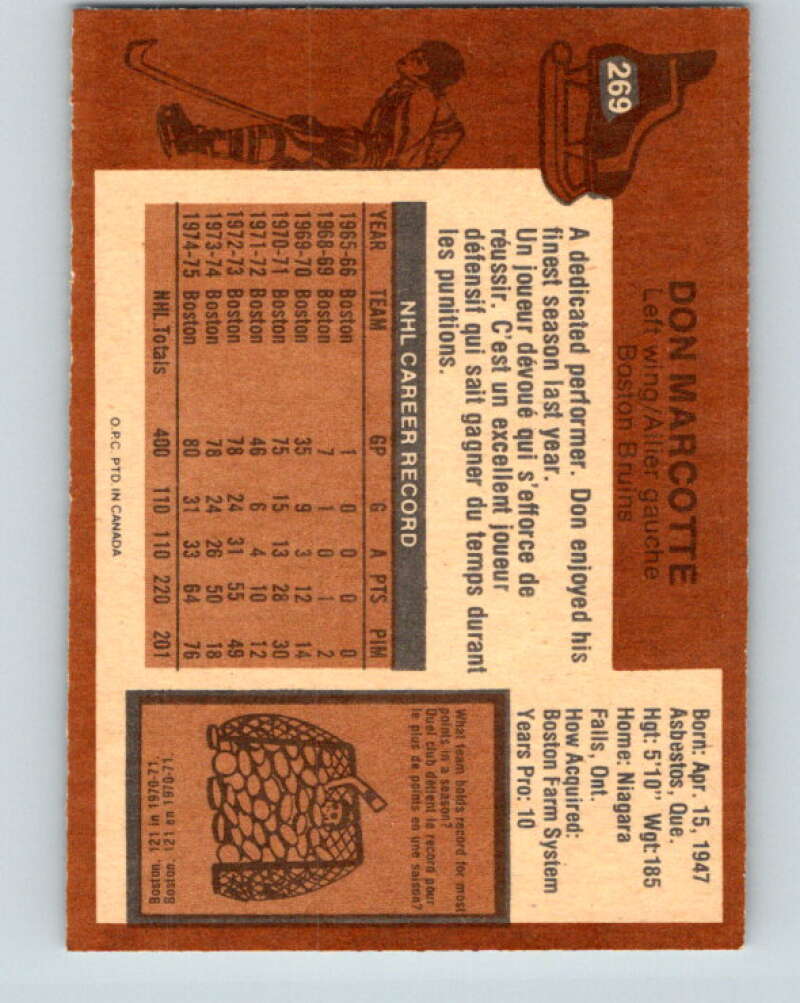 269
DON MARCOTTE
Left wing/Ailier gauche
Boston Bruins
A dedicated performer. Don enjoyed his
finest season last year.
Un joueur dévoué qui s'efforce de
réussir. C'est un excellent joueur
défensif qui sait gagner du temps durant
les punitions.
Born: Apr. 15, 1947
Asbestos, Que.
Hgt: 5'10" Wgt:185
Home: Niagara
Falls, Ont.
How Acquired:
Boston Farm System
Years Pro: 10
NHL CAREER RECORD
YEAR TEAM GP G A PTS PIM
1965-66 Boston 1 0 0 0 0
1968-69 Boston 7 1 0 1 2
1969-70 Boston 35 9 3 12 14
1970-71 Boston 75 15 13 28 30
1971-72 Boston 46 6 4 10 12
1972-73 Boston 78 24 31 55 49
1973-74 Boston 78 24 26 50 18
1974-75 Boston 80 31 33 64 76
NHL Totals 400 110 110 220 201
What team holds record for most
points in a season?
Quel club détient le record pour
le plus de points en une saison?
Boston. 121 in 1970-71.
Boston. 121 en 1970-71.
O.P.C. PTD. IN CANADA